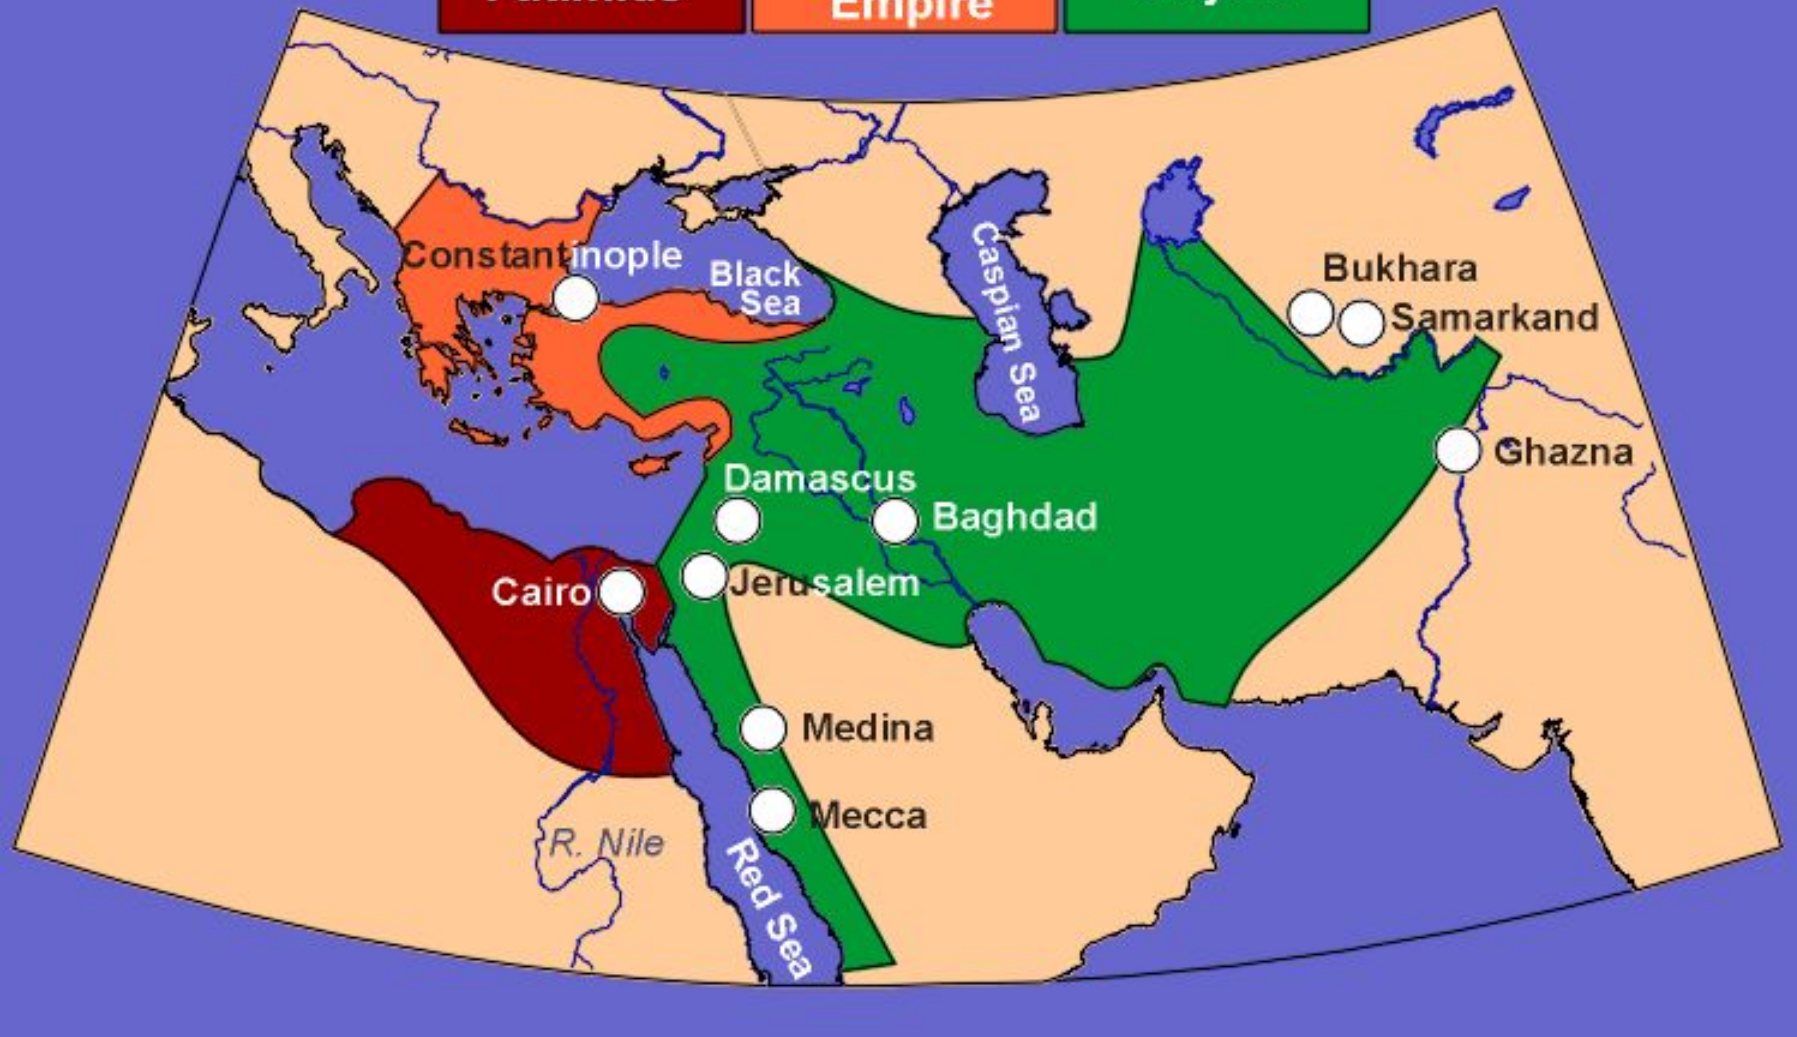 Empire
Constantinople
Black
Sea
Caspian Sea
Bukhara
Samarkand
Ghazna
Damascus
Baghdad
Cairo
Jerusalem
Medina
Mecca
R. Nile
Red Sea